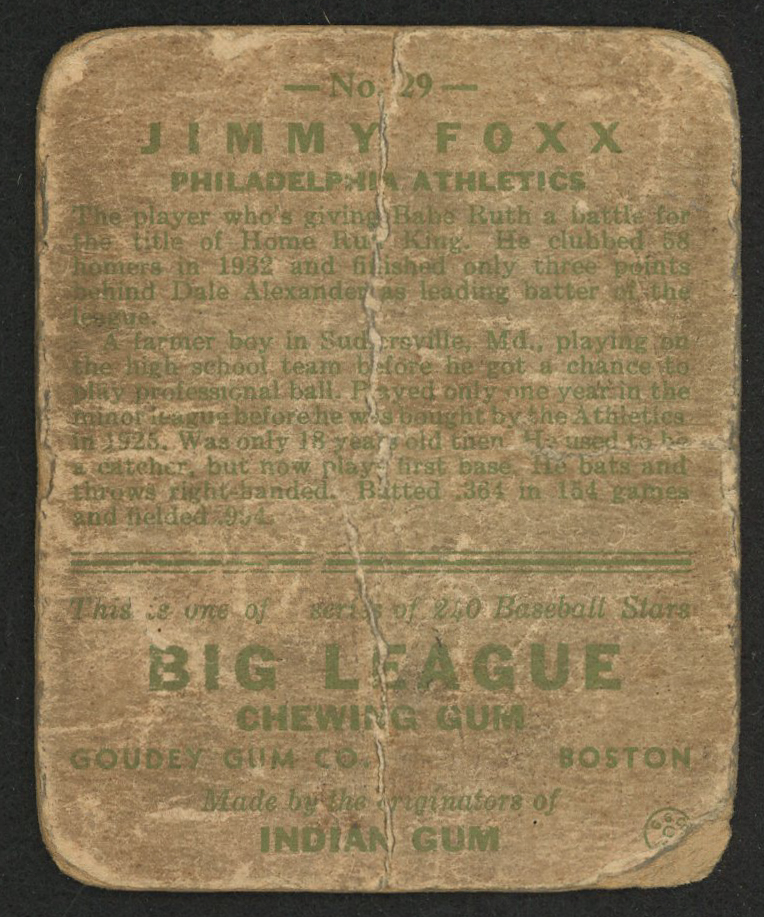 — No. 29 —
JIMMY FOXX
PHILADELPHIA ATHLETICS
The player who's giving Babe Ruth a battle for
the title of Home Run King. He clubbed 58
homers in 1932 and finished only three points
behind Dale Alexander as leading batter of the
league.
A farmer boy in Sudlersville, Md., playing on
the high school team before he got a chance to
play professional ball. Played only one year in the
minor league before he was bought by the Athletics
in 1925. Was only 18 years old then. He used to be
a catcher, but now plays first base. He bats and
throws right-handed. Batted .364 in 154 games
and fielded .994.
This is one of series of 240 Baseball Stars
BIG LEAGUE
CHEWING GUM
GOUDEY GUM CO. BOSTON
Made by the originators of
INDIAN GUM